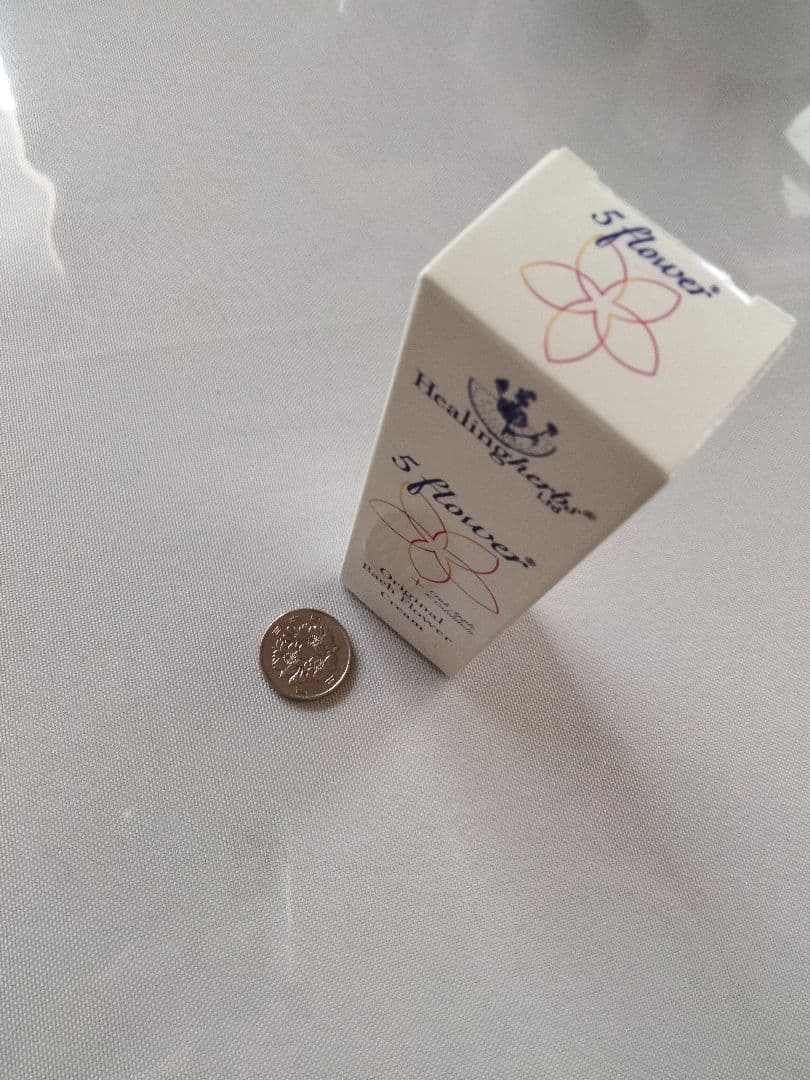 5 flower®
Healingherbs®
Ltd
5 flower®
+
Original
Bach Flower
Cream